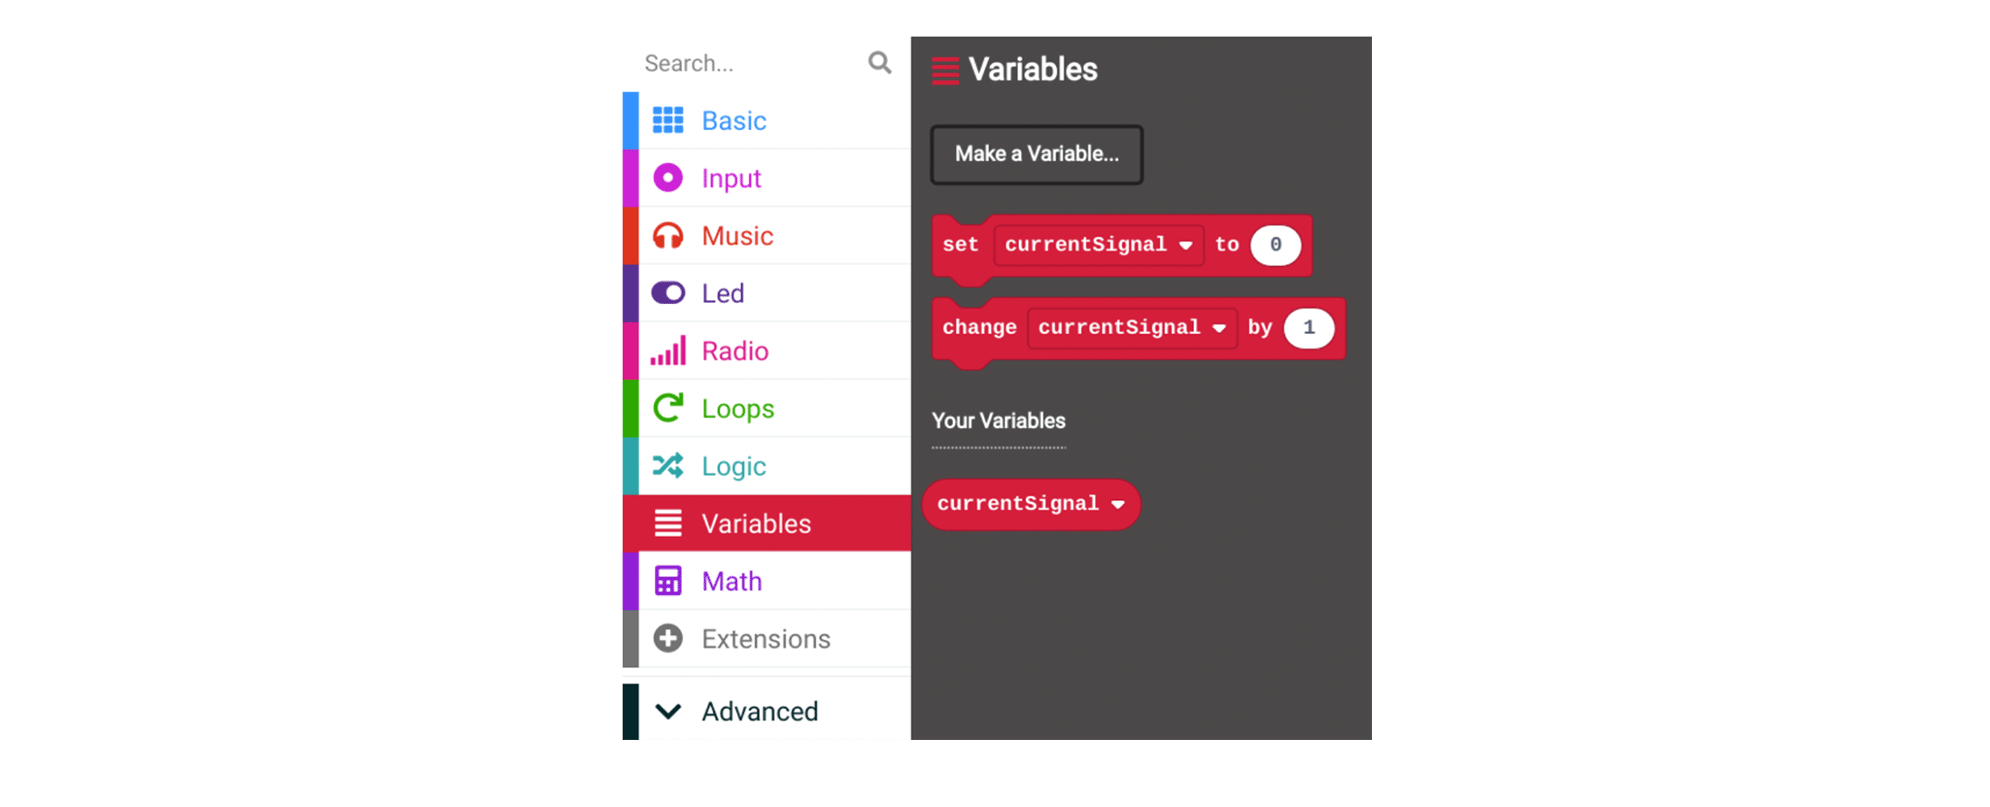 Search...
Basic
Input
Music
Led
Radio
Loops
Logic
Variables
Math
Extensions
Advanced
Variables
Make a Variable...
set currentSignal to 0
change currentSignal by 1
Your Variables
currentSignal